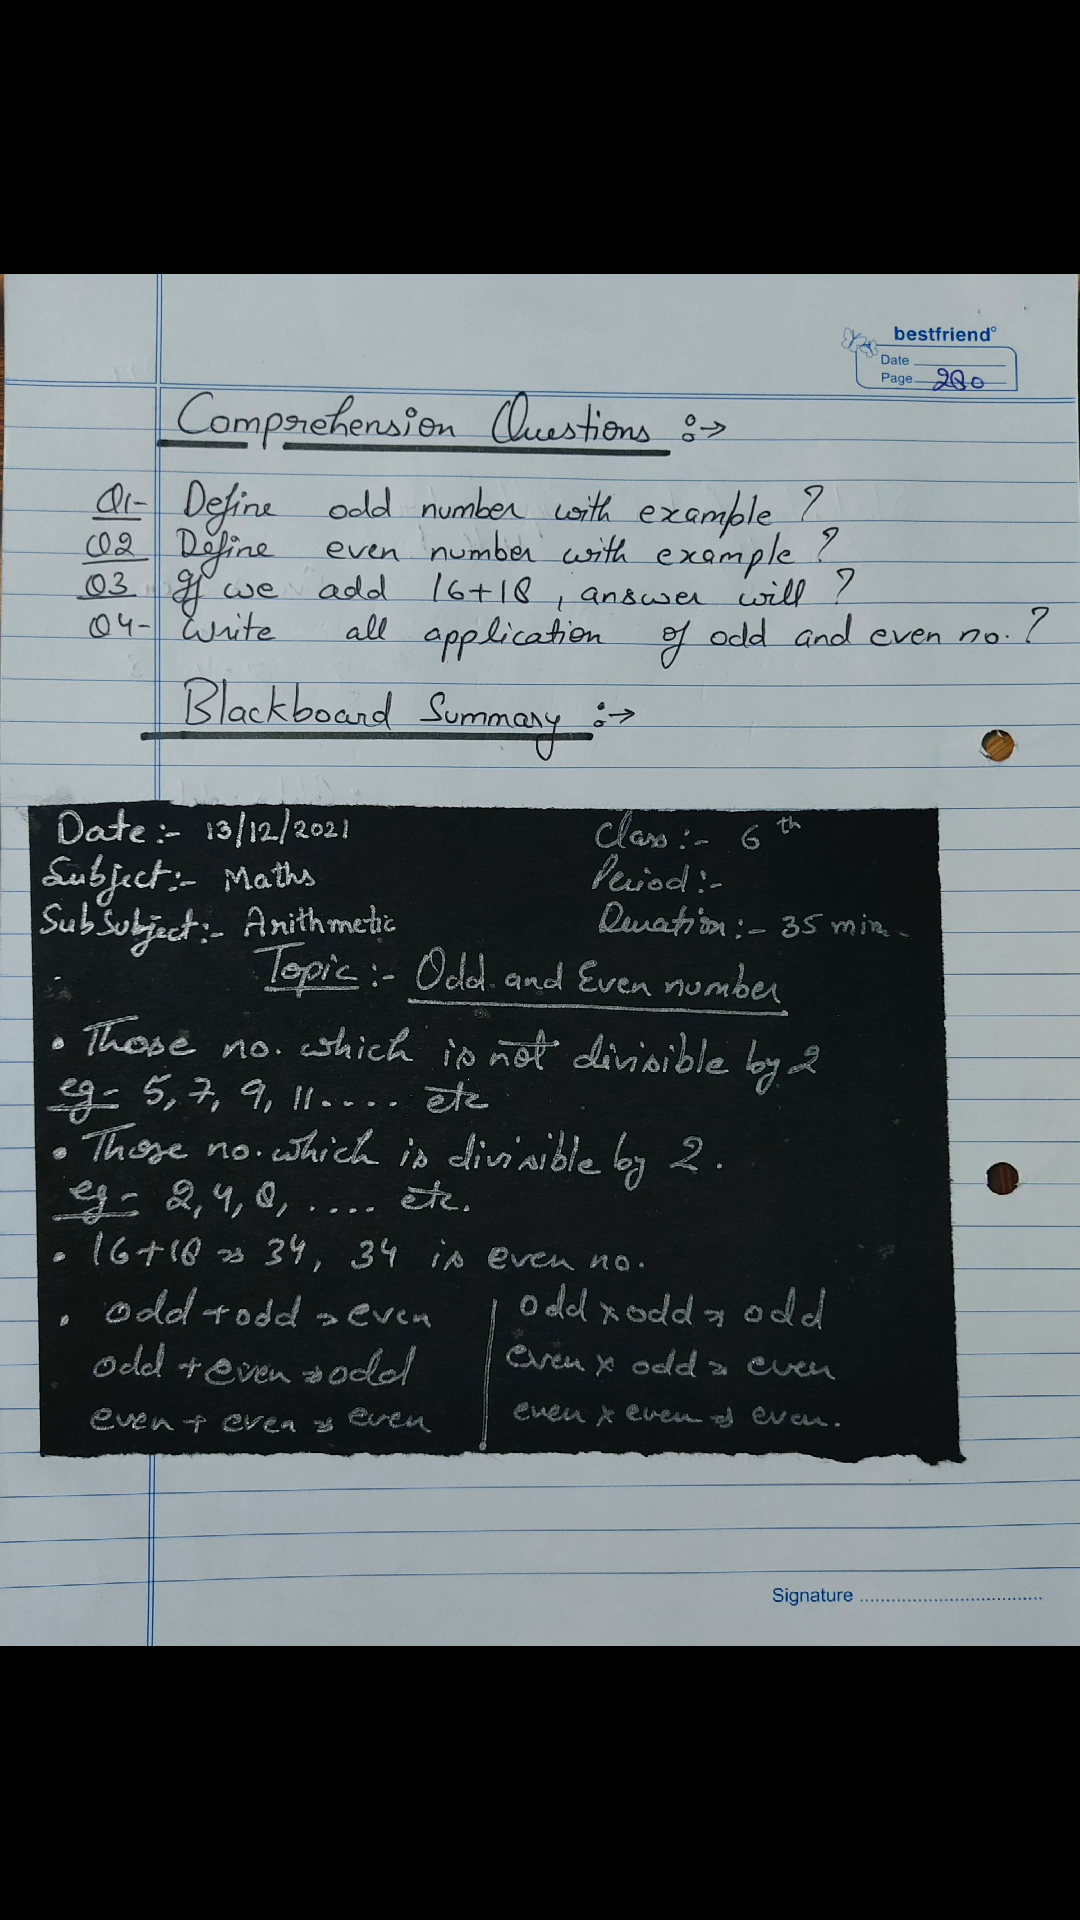 bestfriend
Date
Page 280
Comprehension Questions :→
Q1- Define odd number with example ?
Q2 Define even number with example ?
Q3 If we add 16+18, answer will ?
Q4- Write all application of odd and even no. ?
Blackboard Summary :→
Date :- 13/12/2021 Class :- 6th
Subject:- Maths Period :-
Sub Subject:- Arithmetic Duration :- 35 min.
Topic :- Odd and Even number
• Those no. which is not divisible by 2
eg- 5, 7, 9, 11.... etc
• Those no. which is divisible by 2.
eg- 2, 4, 8, .... etc.
• 16+18 ⇒ 34, 34 is even no.
• odd + odd ⇒ even | odd x odd ⇒ odd
odd + even ⇒ odd | even x odd ⇒ even
even + even ⇒ even | even x even ⇒ even.
Signature